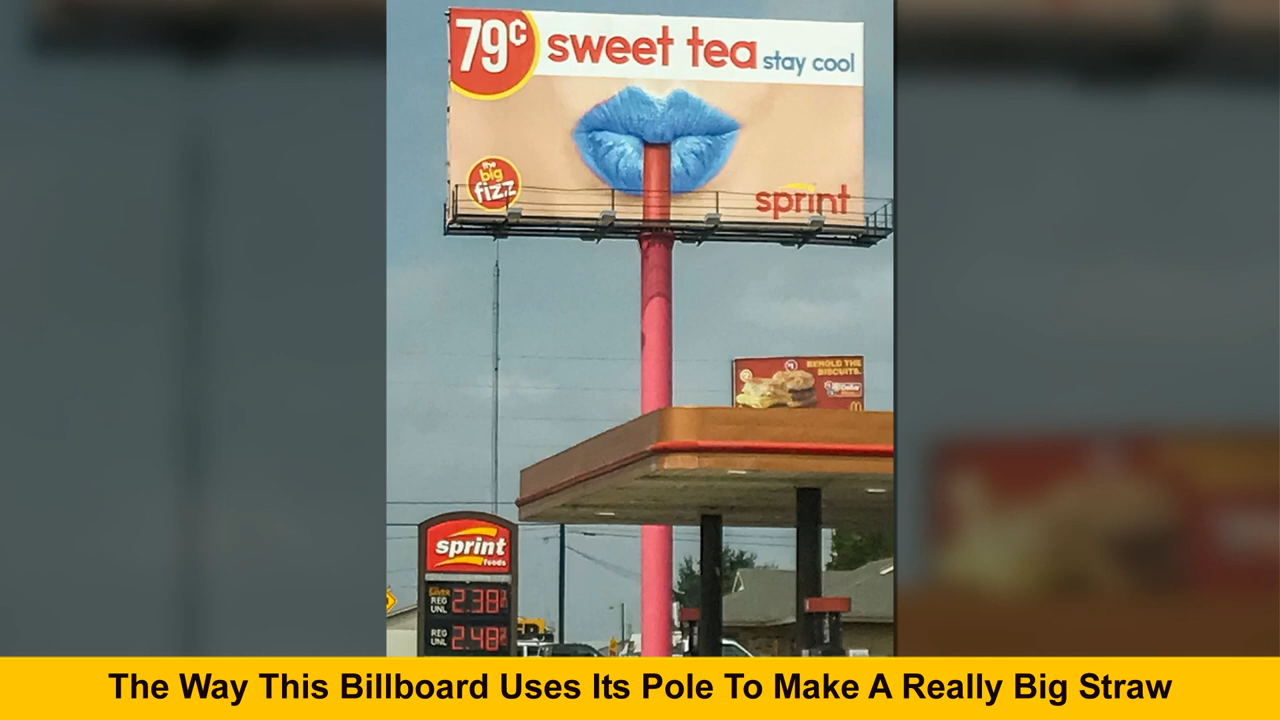 79¢ sweet tea stay cool
the
big
fizz
sprint
BEHOLD THE
BISCUITS.
sprint
foods
REG
UNL 2.38
REG
UNL 2.48
The Way This Billboard Uses Its Pole To Make A Really Big Straw